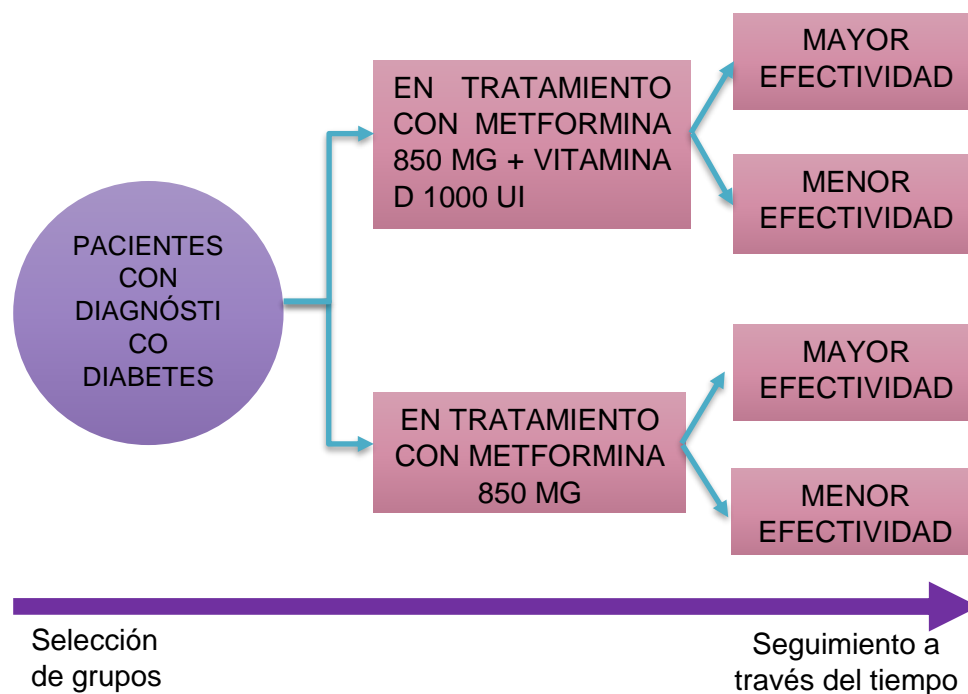 PACIENTES
CON
DIAGNÓSTI
CO
DIABETES
EN TRATAMIENTO
CON METFORMINA
850 MG + VITAMINA
D 1000 UI
MAYOR
EFECTIVIDAD
MENOR
EFECTIVIDAD
EN TRATAMIENTO
CON METFORMINA
850 MG
MAYOR
EFECTIVIDAD
MENOR
EFECTIVIDAD
Selección
de grupos
Seguimiento a
través del tiempo